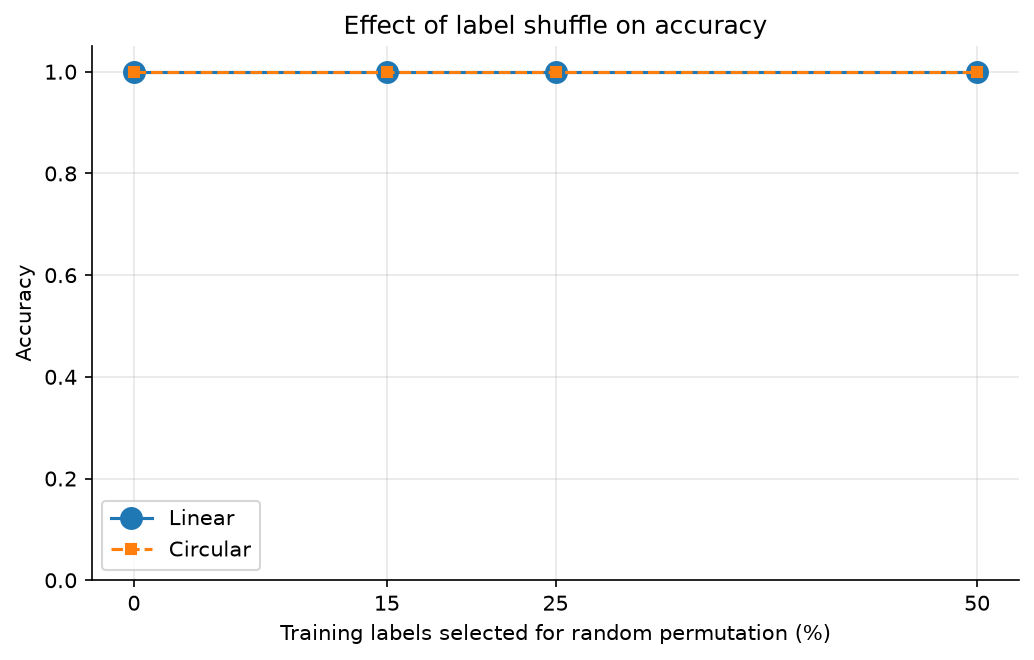 Effect of label shuffle on accuracy
Accuracy
1.0
0.8
0.6
0.4
0.2
0.0
Linear
Circular
0 15 25 50
Training labels selected for random permutation (%)